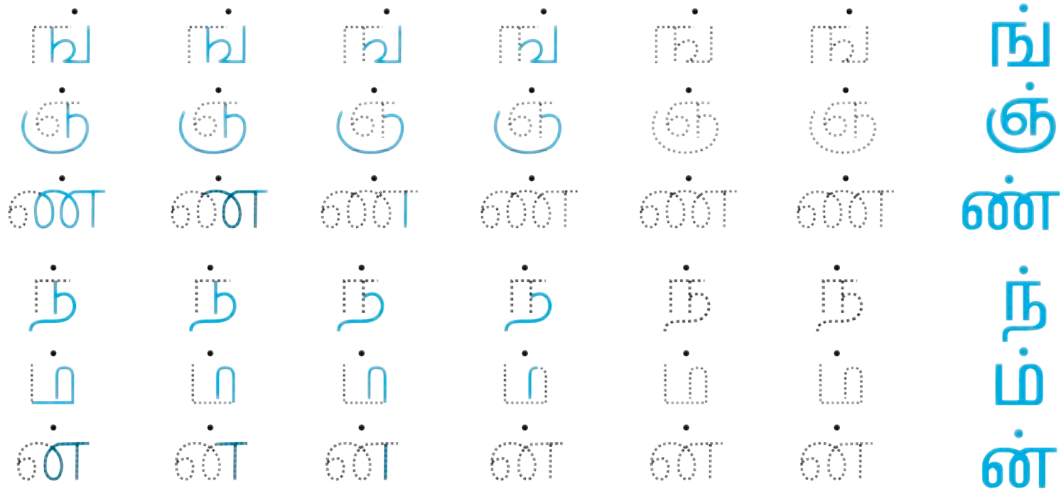 ங் ங் ங் ங் ங் ங் ங்
ஞ் ஞ் ஞ் ஞ் ஞ் ஞ் ஞ்
ண் ண் ண் ண் ண் ண் ண்
ந் ந் ந் ந் ந் ந் ந்
ம் ம் ம் ம் ம் ம் ம்
ன் ன் ன் ன் ன் ன் ன்